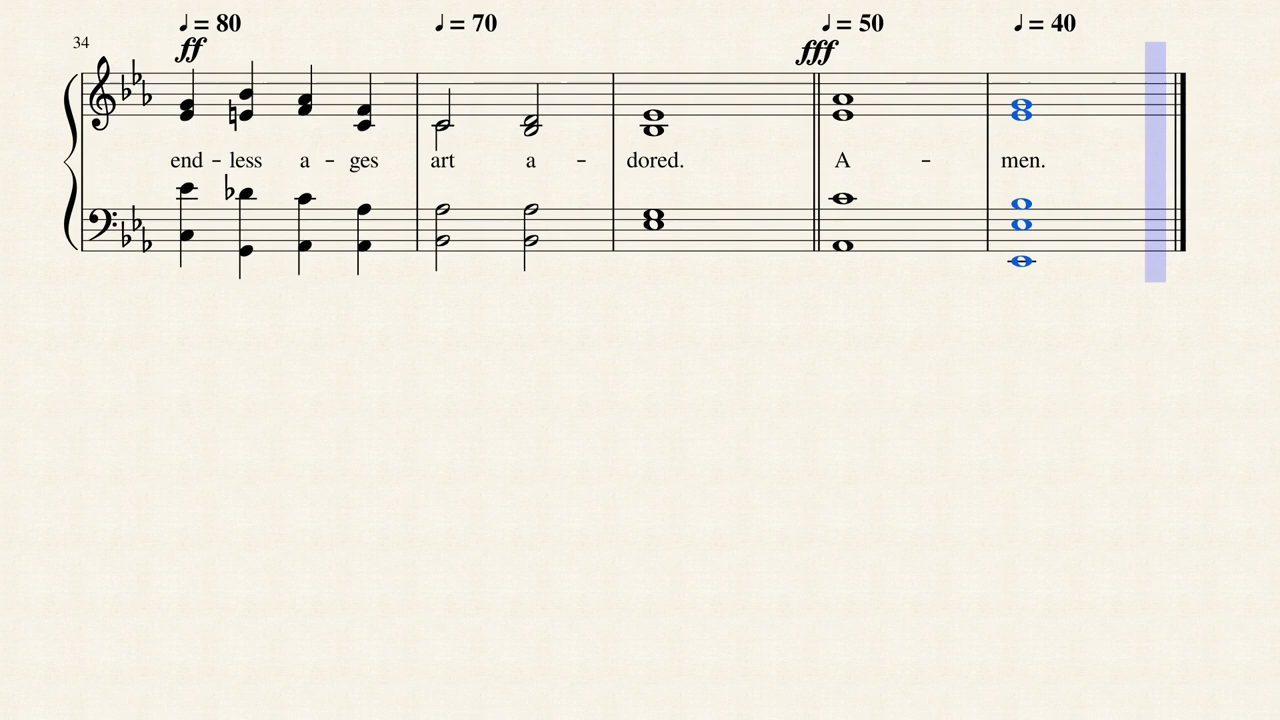 ♩= 80 ♩= 70 ♩= 50 ♩= 40
34 ff fff
end - less a - ges art a - dored. A - men.